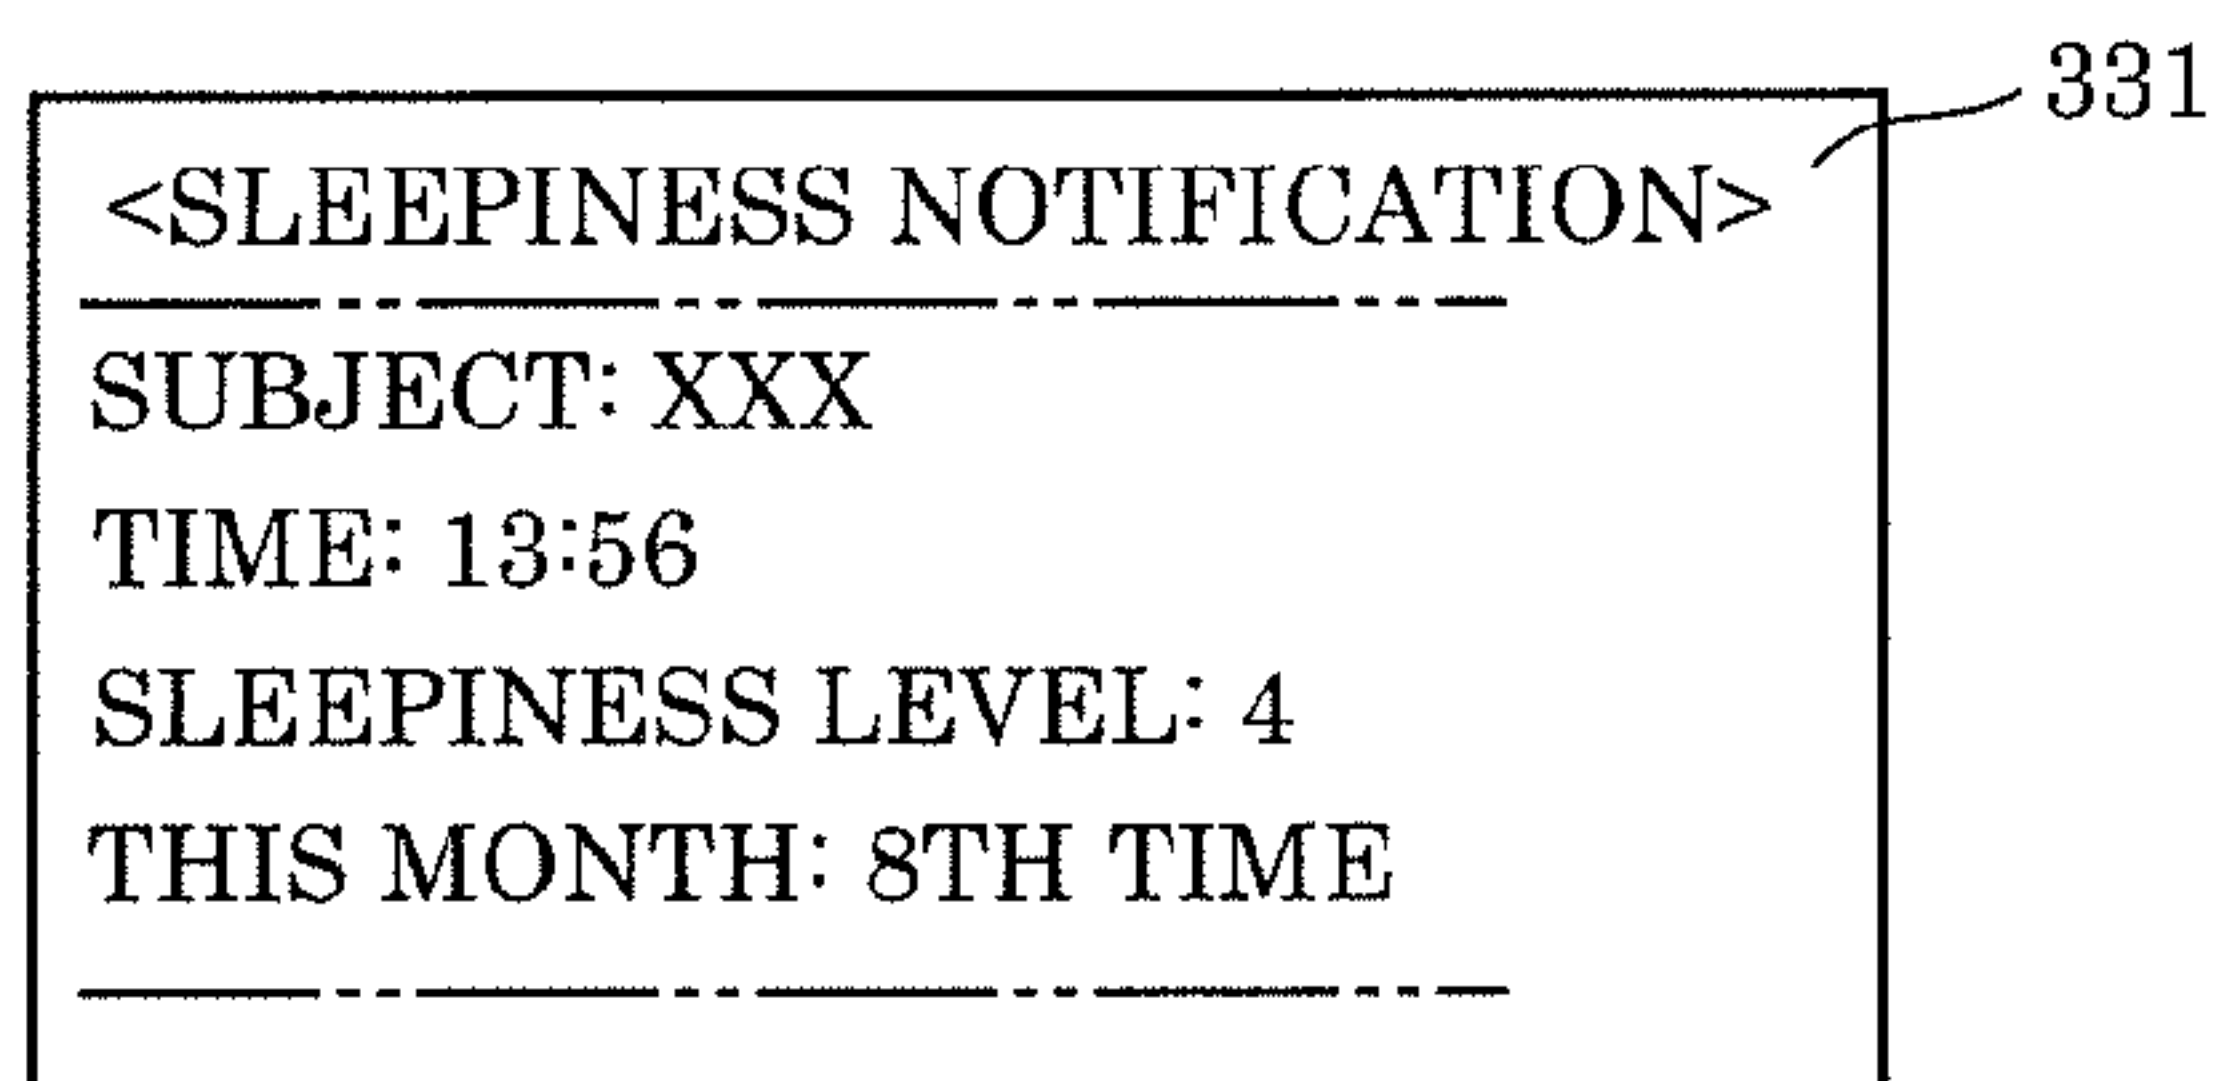 331
<SLEEPINESS NOTIFICATION>
SUBJECT: XXX
TIME: 13:56
SLEEPINESS LEVEL: 4
THIS MONTH: 8TH TIME